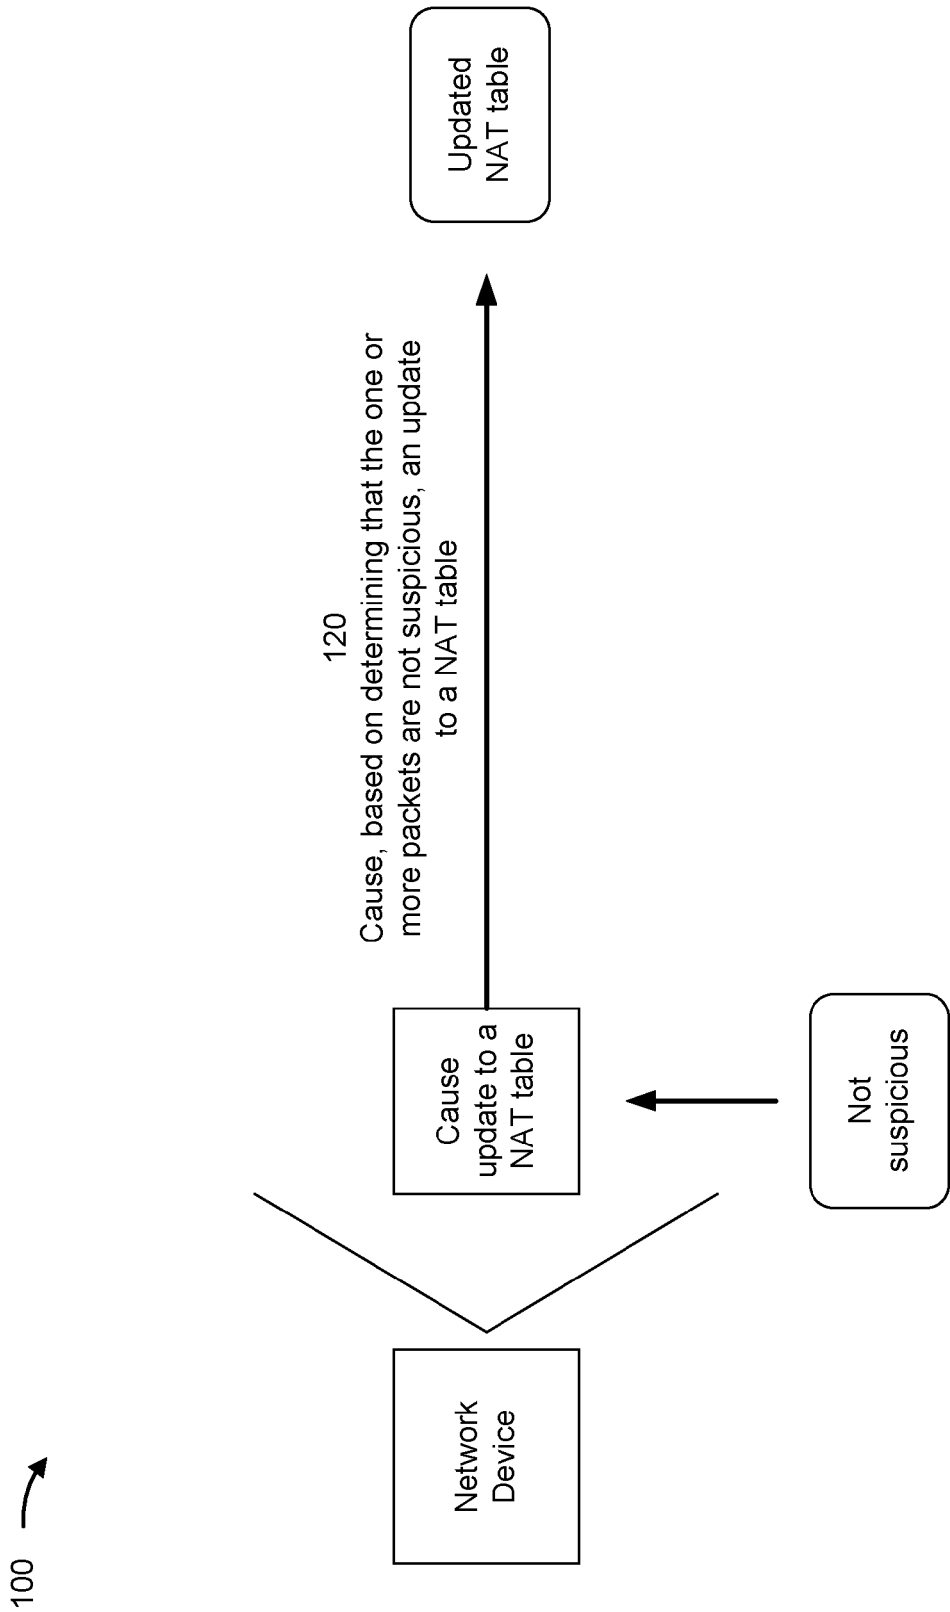 100
120
Cause, based on determining that the one or
more packets are not suspicious, an update
to a NAT table
Network
Device
Cause
update to a
NAT table
Updated
NAT table
Not
suspicious